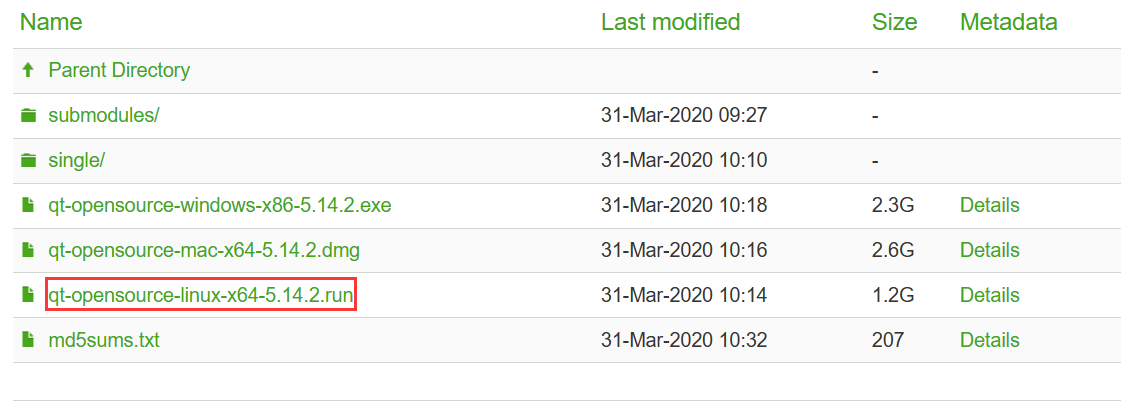 Name Last modified Size Metadata
Parent Directory -
submodules/ 31-Mar-2020 09:27 -
single/ 31-Mar-2020 10:10 -
qt-opensource-windows-x86-5.14.2.exe 31-Mar-2020 10:18 2.3G Details
qt-opensource-mac-x64-5.14.2.dmg 31-Mar-2020 10:16 2.6G Details
qt-opensource-linux-x64-5.14.2.run 31-Mar-2020 10:14 1.2G Details
md5sums.txt 31-Mar-2020 10:32 207 Details